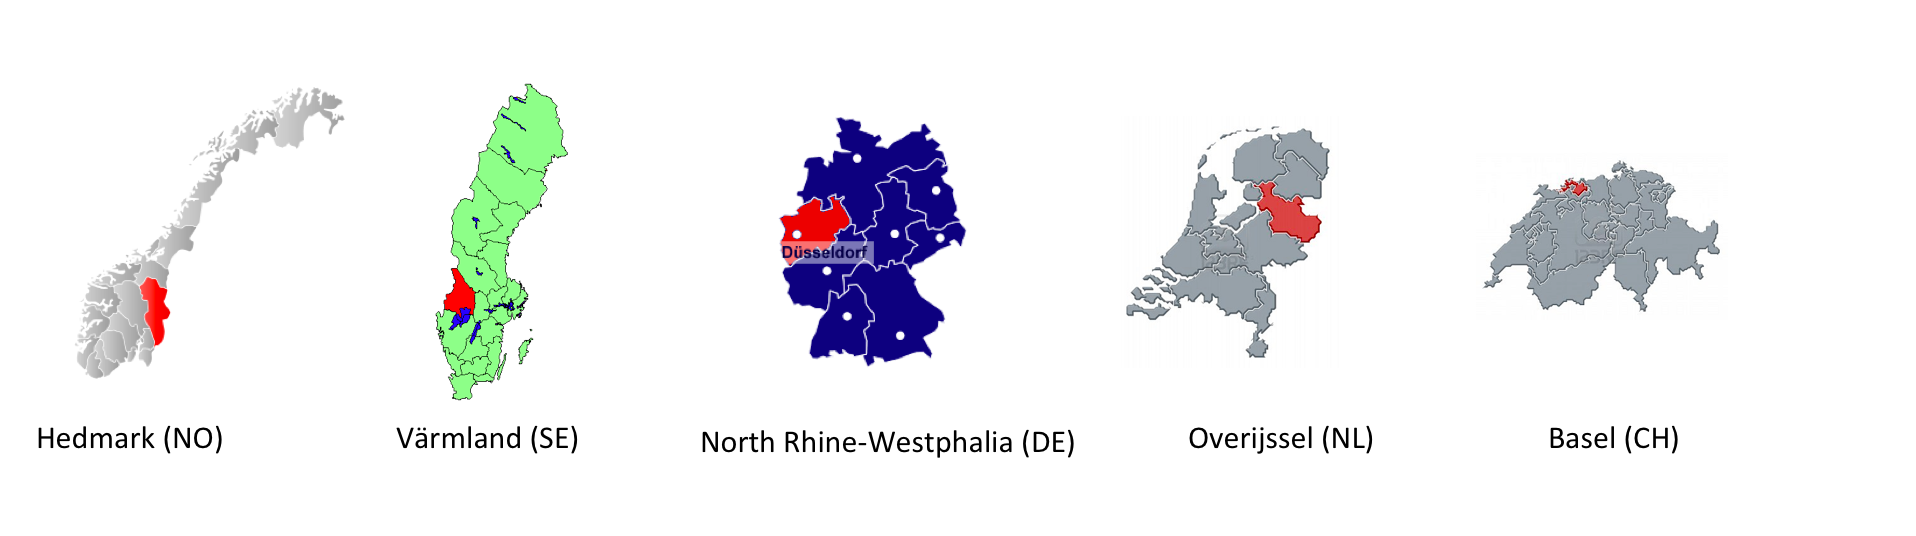 Düsseldorf
Hedmark (NO)
Värmland (SE)
North Rhine-Westphalia (DE)
Overijssel (NL)
Basel (CH)